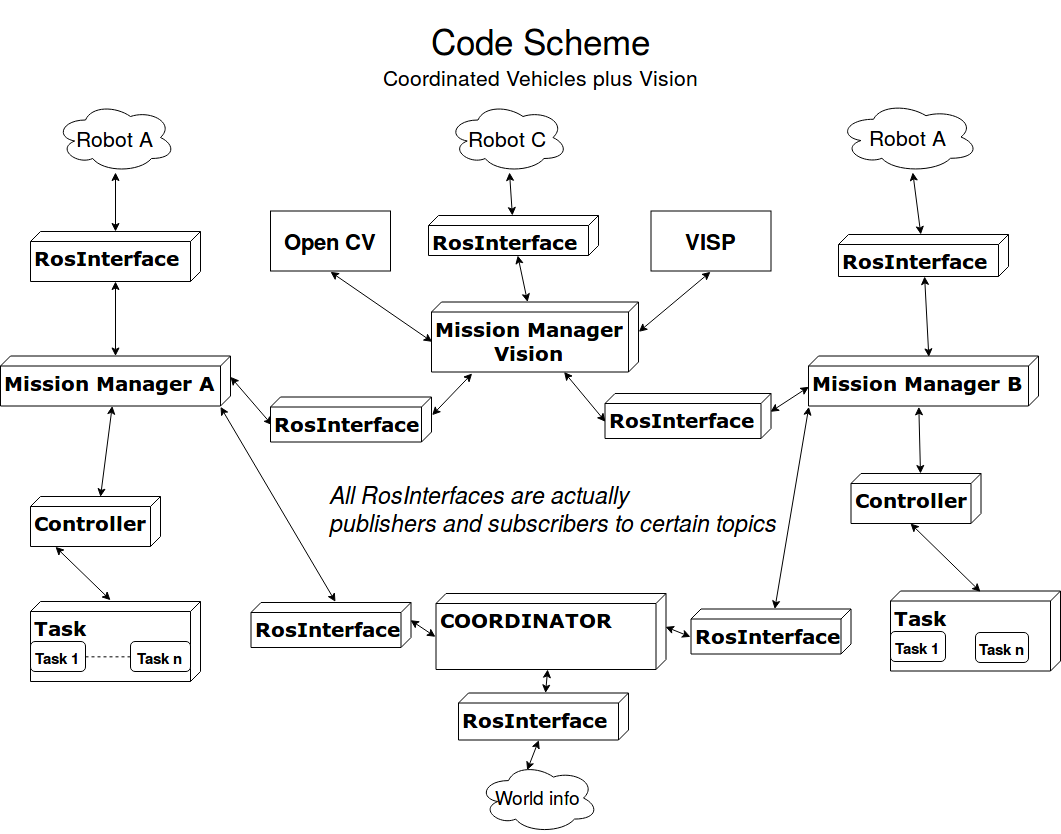 Code Scheme
Coordinated Vehicles plus Vision
Robot A
Robot C
Robot A
RosInterface
Open CV
RosInterface
VISP
RosInterface
Mission Manager
Vision
Mission Manager A
Mission Manager B
RosInterface
RosInterface
All RosInterfaces are actually
publishers and subscribers to certain topics
Controller
Controller
Task
Task 1
Task n
RosInterface
COORDINATOR
RosInterface
Task
Task 1
Task n
RosInterface
World info